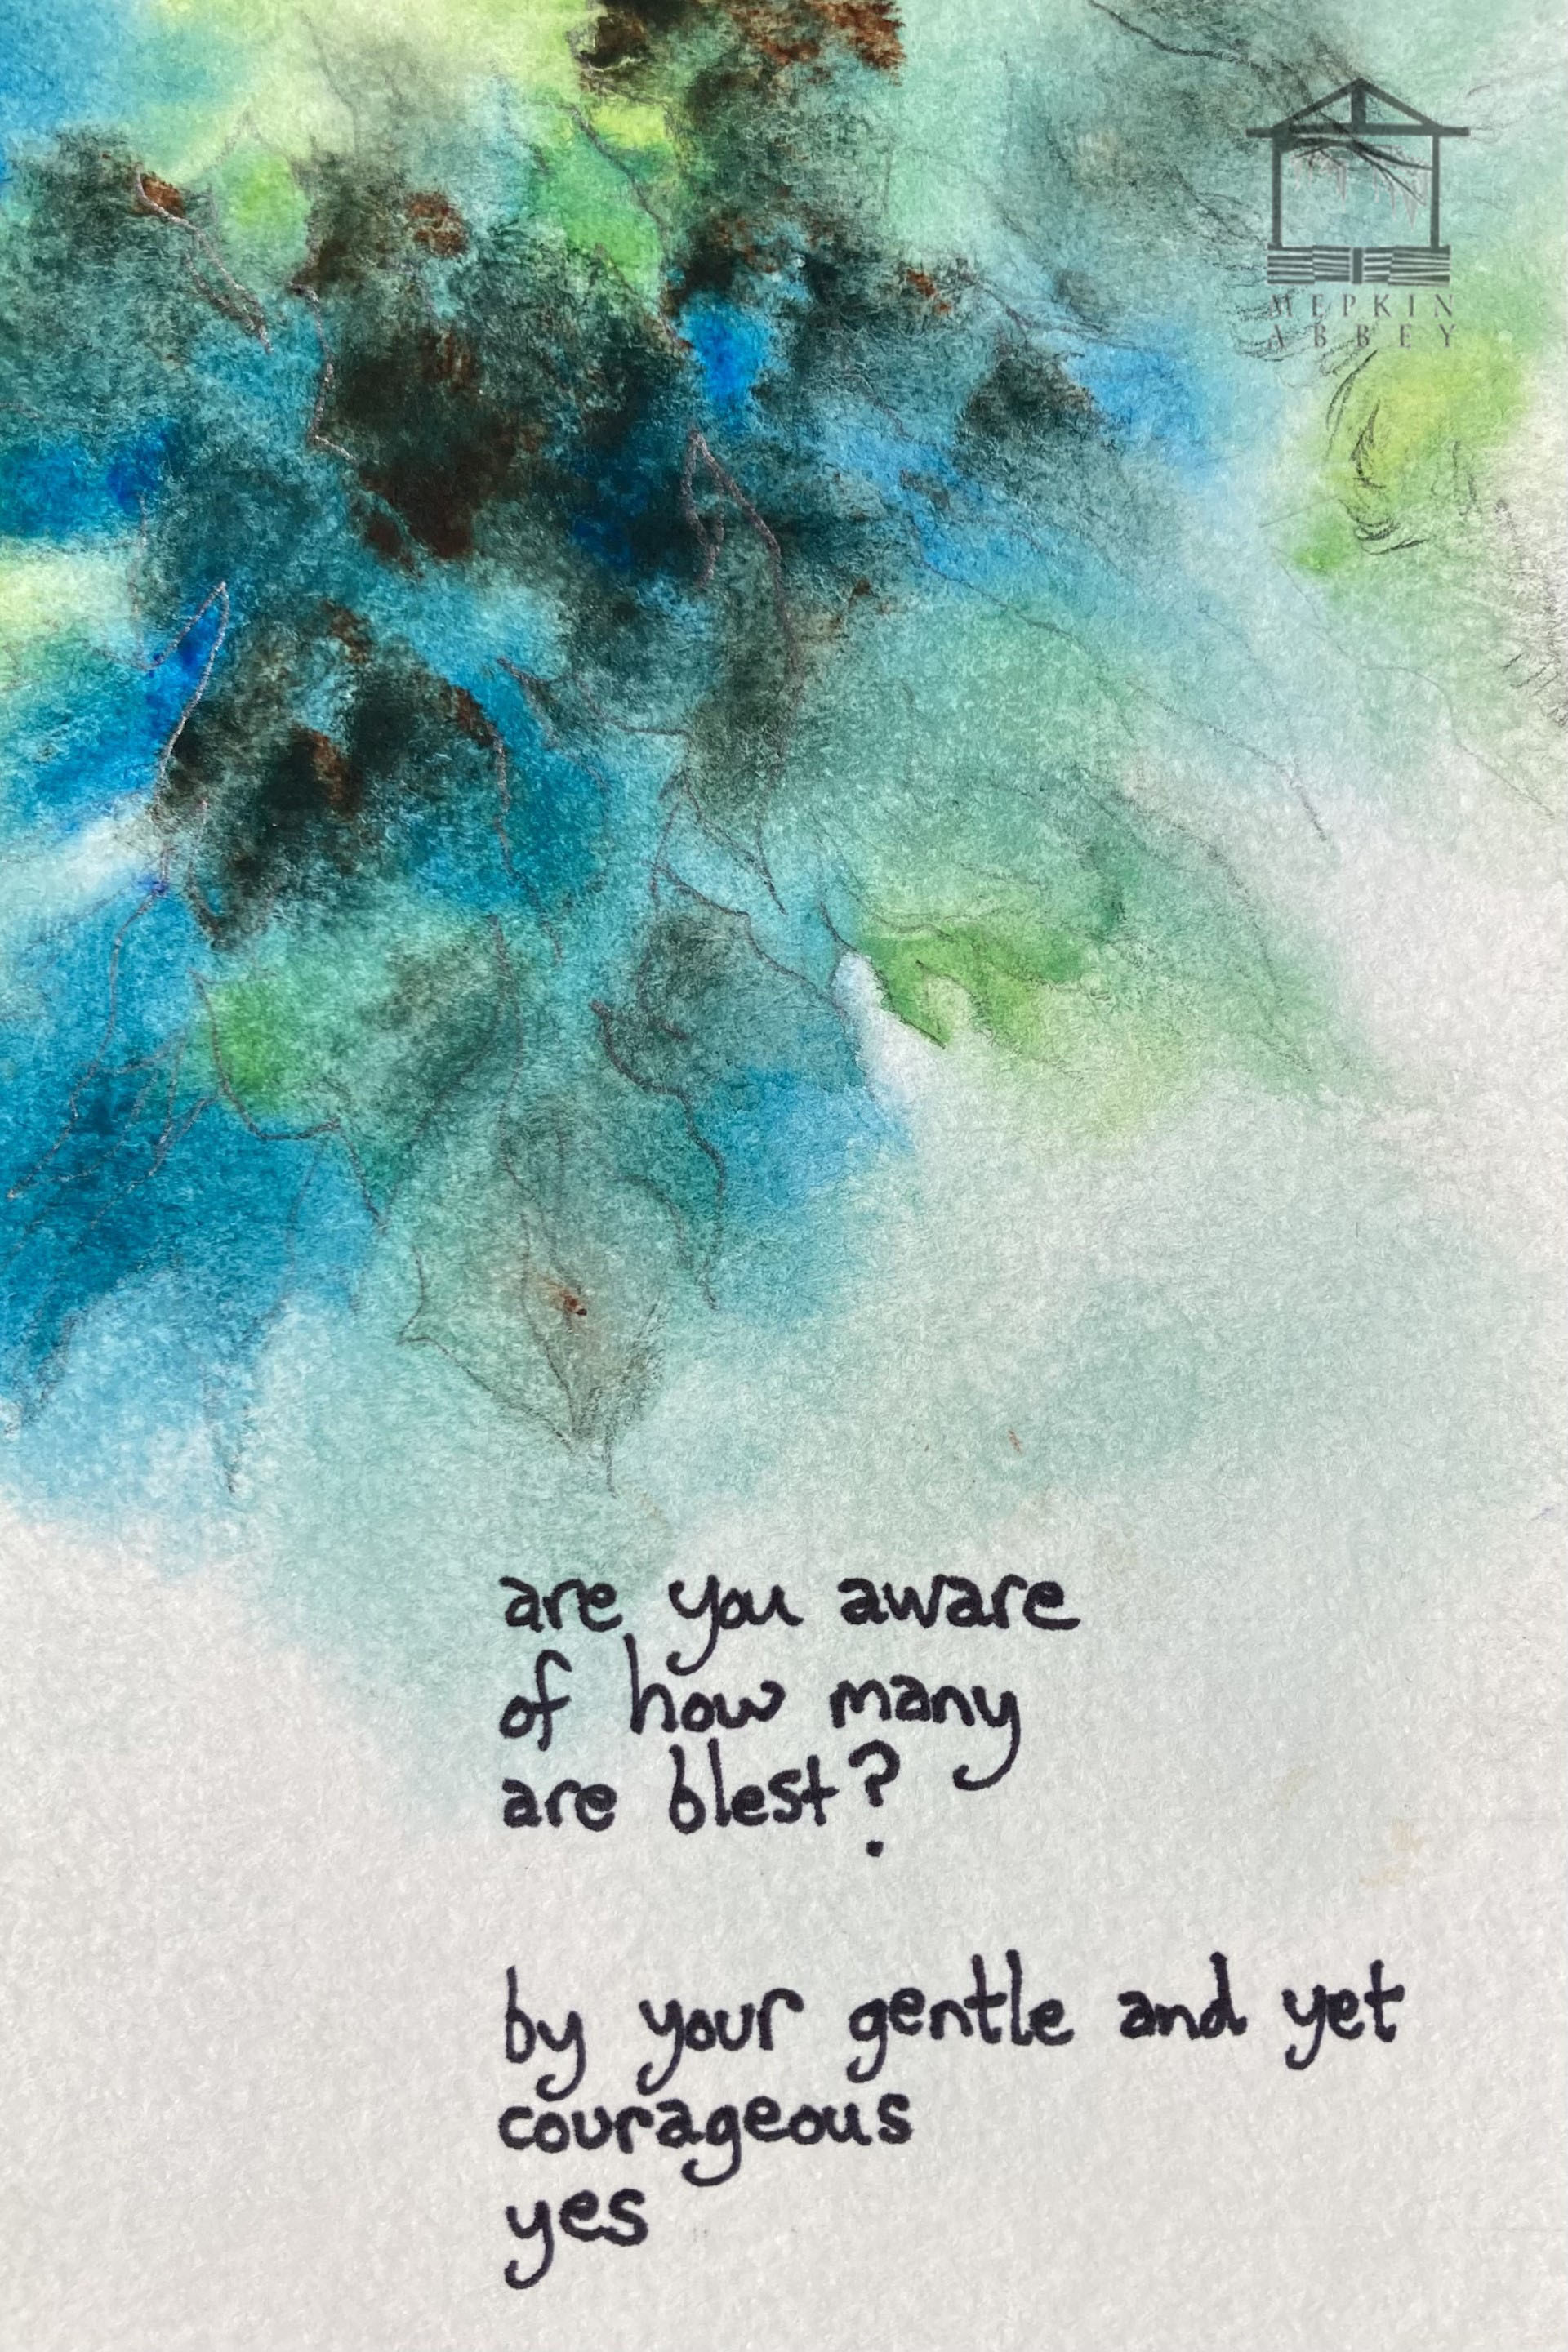 MEPKIN
ABBEY
are you aware
of how many
are blest?
by your gentle and yet
courageous
yes